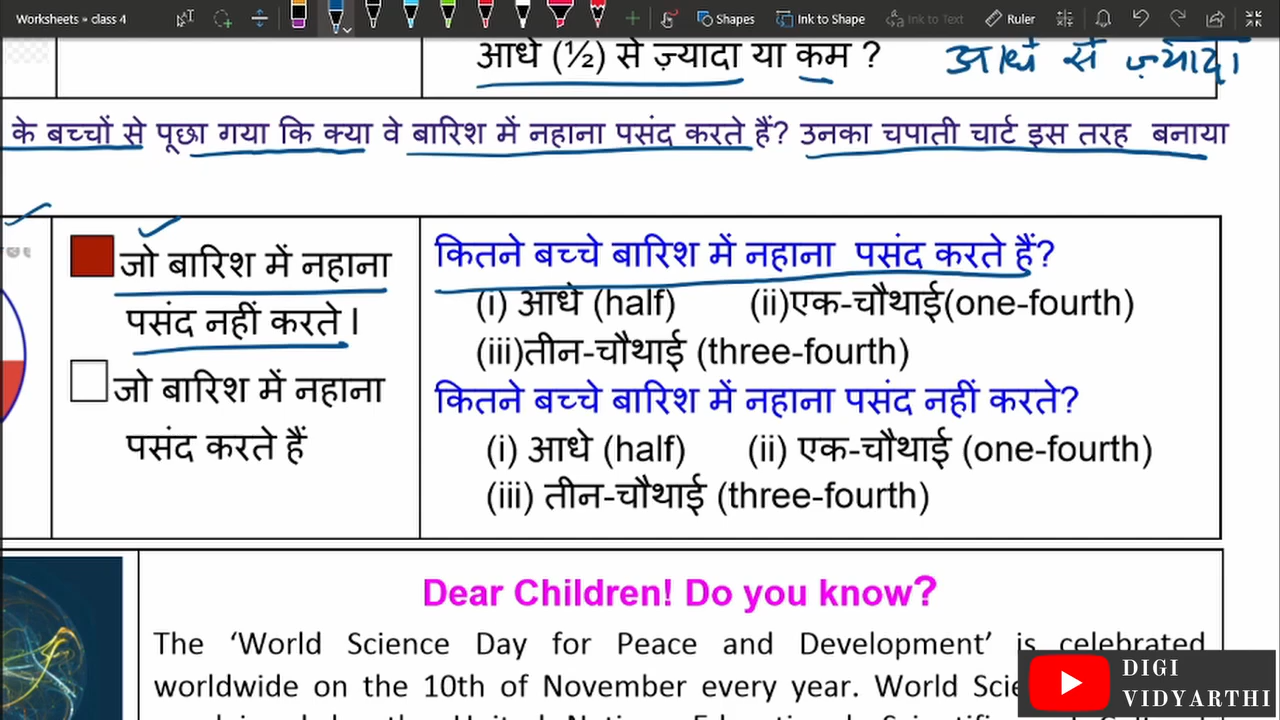 Worksheets » class 4
Shapes
Ink to Shape
Ink to Text
Ruler
आधे (½) से ज़्यादा या कम ?
आधे से ज़्यादा
के बच्चों से पूछा गया कि क्या वे बारिश में नहाना पसंद करते हैं? उनका चपाती चार्ट इस तरह बनाया
जो बारिश में नहाना
पसंद नहीं करते।
जो बारिश में नहाना
पसंद करते हैं
कितने बच्चे बारिश में नहाना पसंद करते हैं?
(i) आधे (half) (ii)एक-चौथाई(one-fourth)
(iii)तीन-चौथाई (three-fourth)
कितने बच्चे बारिश में नहाना पसंद नहीं करते?
(i) आधे (half) (ii) एक-चौथाई (one-fourth)
(iii) तीन-चौथाई (three-fourth)
Dear Children! Do you know?
The ‘World Science Day for Peace and Development’ is celebrated
worldwide on the 10th of November every year. World
DIGI
VIDYARTHI